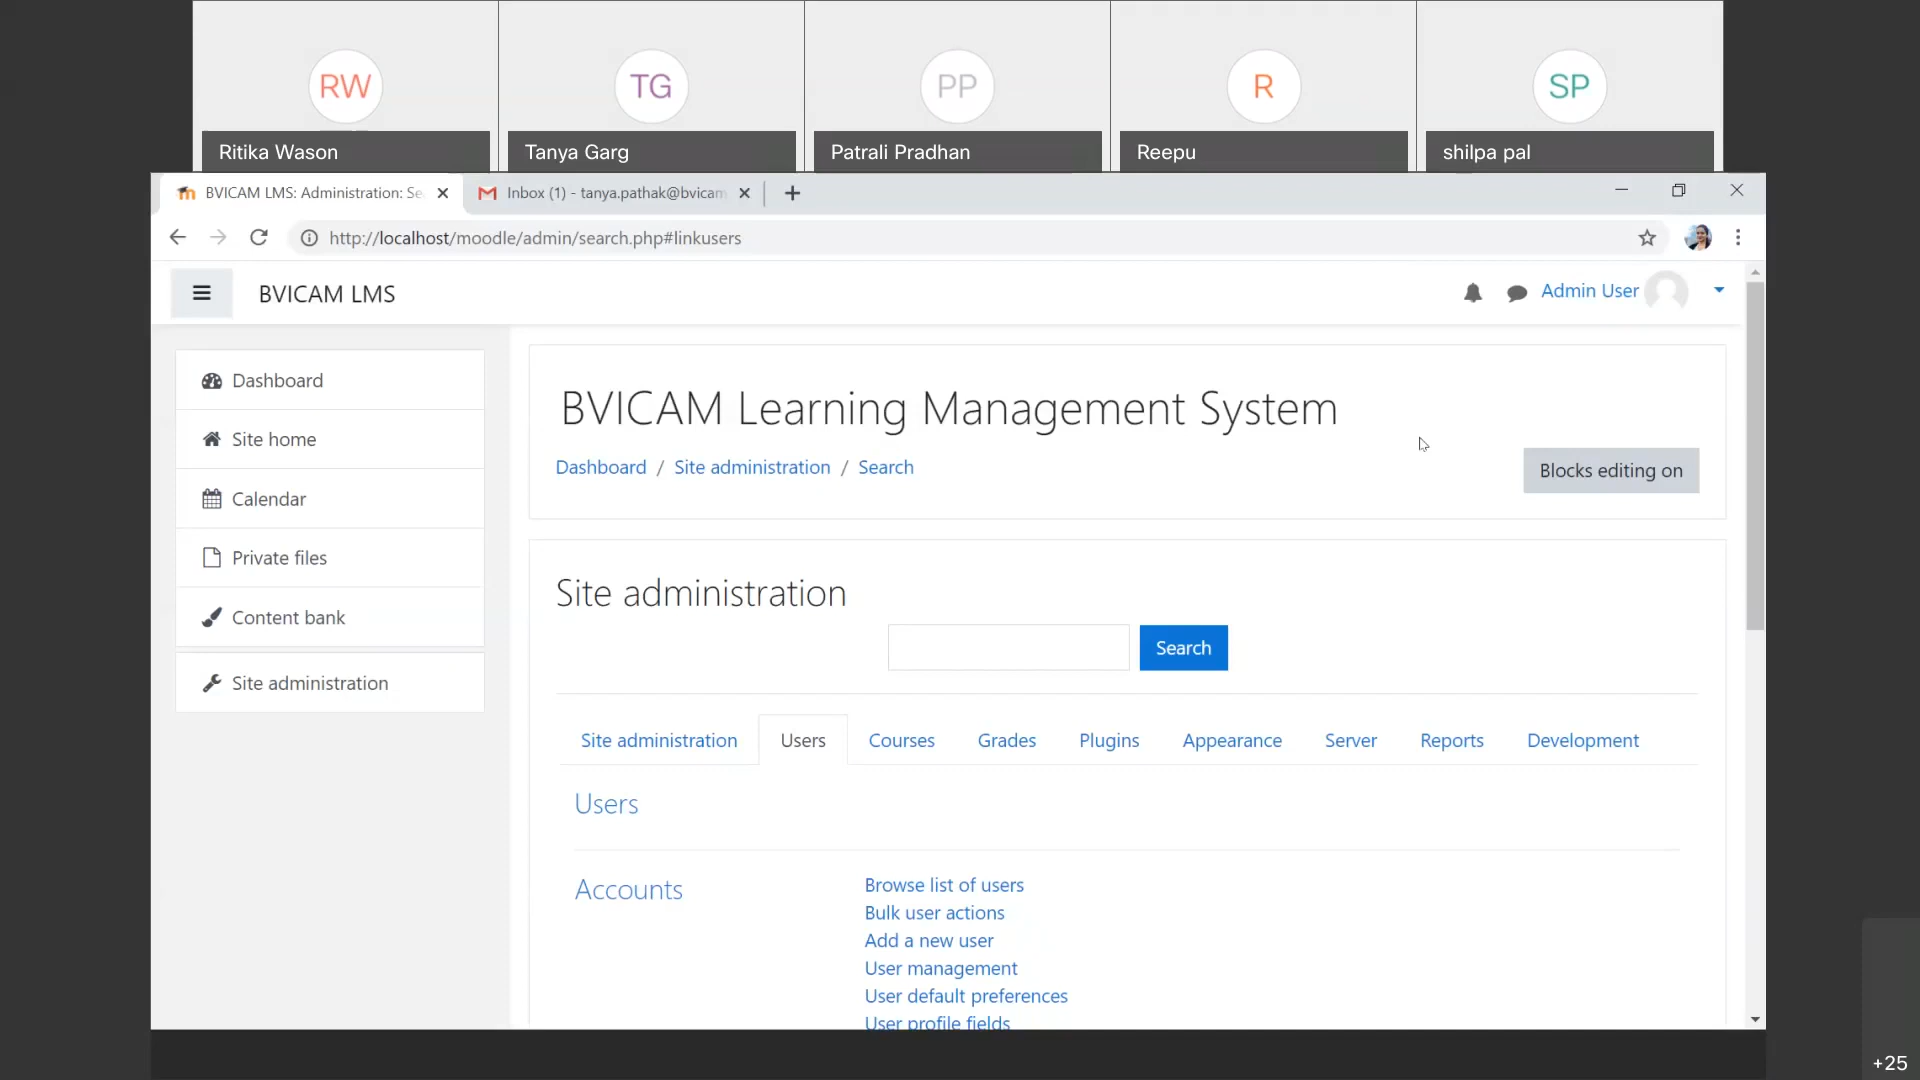 RW
TG
PP
R
SP
Ritika Wason
Tanya Garg
Patrali Pradhan
Reepu
shilpa pal
BVICAM LMS: Administration: Se
Inbox (1) - tanya.pathak@bvicam
http://localhost/moodle/admin/search.php#linkusers
BVICAM LMS
Admin User
Dashboard
Site home
Calendar
Private files
Content bank
Site administration
BVICAM Learning Management System
Dashboard / Site administration / Search
Blocks editing on
Site administration
Search
Site administration Users Courses Grades Plugins Appearance Server Reports Development
Users
Accounts
Browse list of users
Bulk user actions
Add a new user
User management
User default preferences
User profile fields
+25